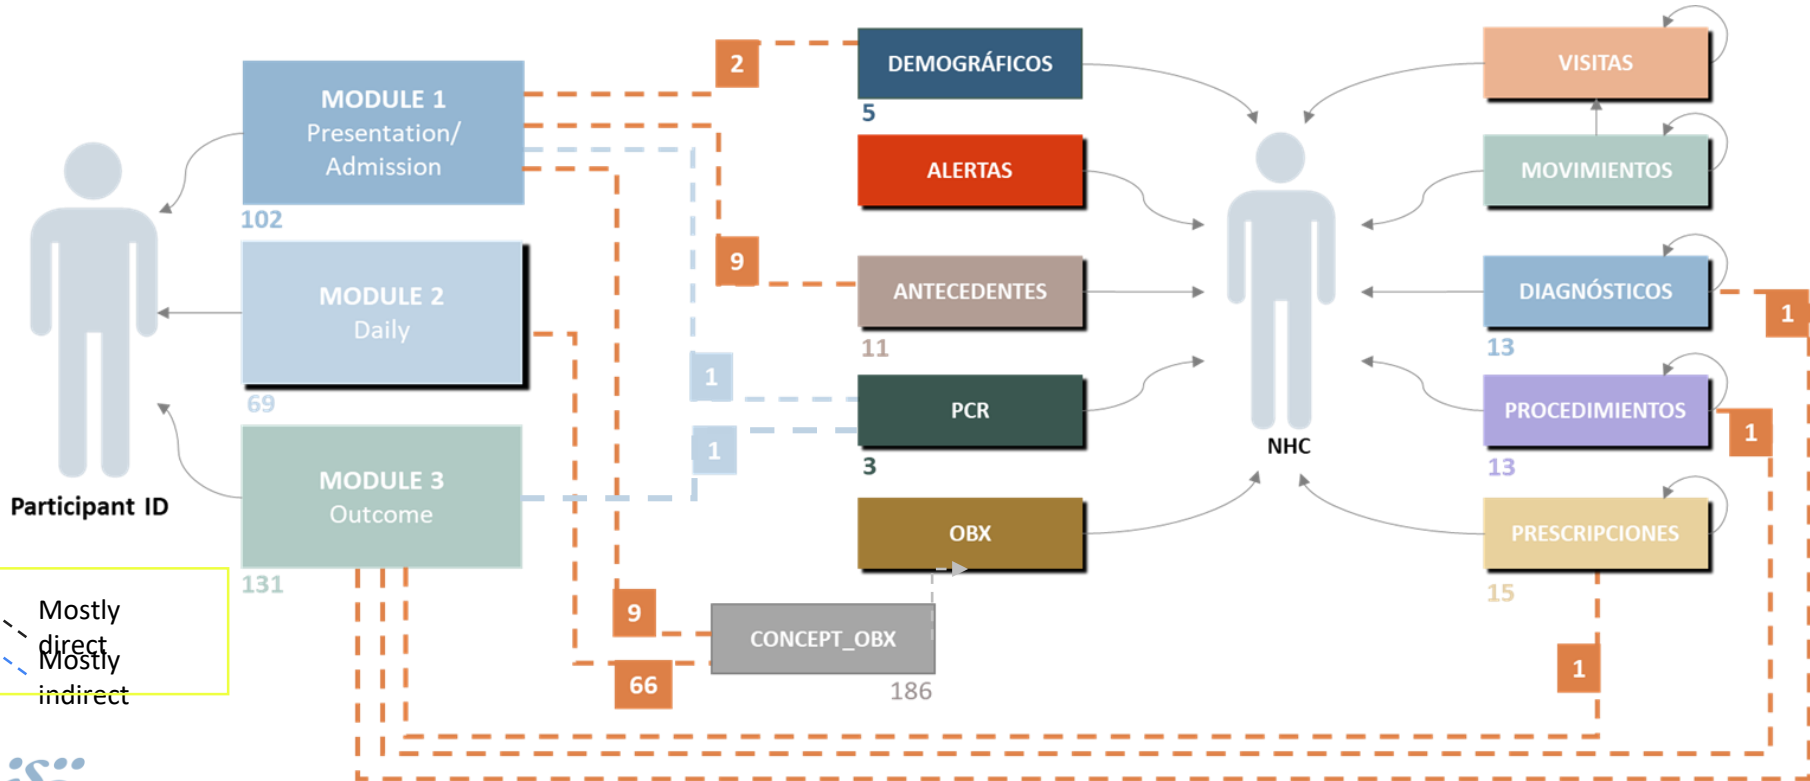 MODULE 1
Presentation/
Admission
102
MODULE 2
Daily
69
MODULE 3
Outcome
131
Participant ID
Mostly
direct
Mostly
indirect
2
9
1
1
9
66
DEMOGRÁFICOS
5
ALERTAS
ANTECEDENTES
11
PCR
3
OBX
CONCEPT_OBX
186
NHC
VISITAS
MOVIMIENTOS
DIAGNÓSTICOS
13
1
PROCEDIMIENTOS
13
1
PRESCRIPCIONES
15
1